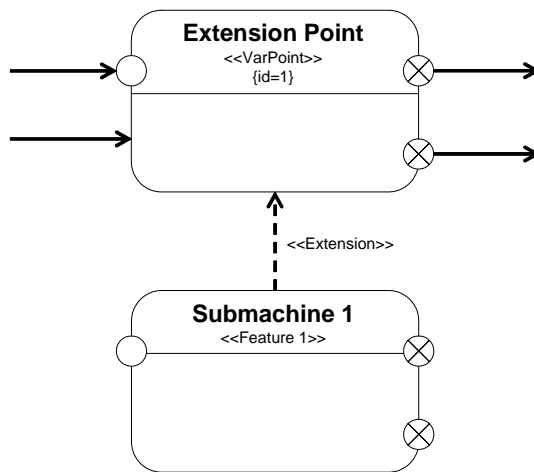 Extension Point
<<VarPoint>>
{id=1}
<<Extension>>
Submachine 1
<<Feature 1>>